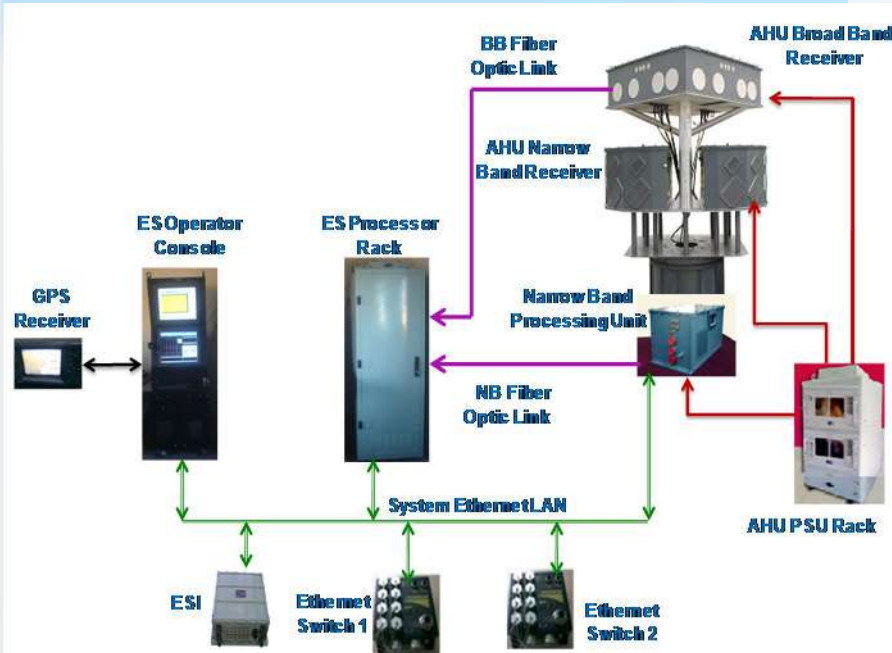 BB Fiber
Optic Link
AHU Broad Band
Receiver
AHU Narrow
Band Receiver
ES Operator
Console
ES Processor
Rack
GPS
Receiver
Narrow Band
Processing Unit
NB Fiber
Optic Link
System Ethernet LAN
AHU PSU Rack
ESI
Ethernet
Switch 1
Ethernet
Switch 2